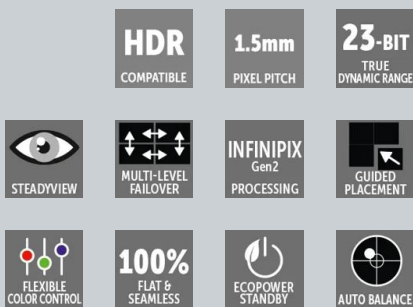 HDR
COMPATIBLE
1.5mm
PIXEL PITCH
23-BIT
TRUE
DYNAMIC RANGE
STEADYVIEW
MULTI-LEVEL
FAILOVER
INFINIPIX
Gen2
PROCESSING
GUIDED
PLACEMENT
FLEXIBLE
COLOR CONTROL
100%
FLAT &
SEAMLESS
ECOPOWER
STANDBY
AUTO BALANCE